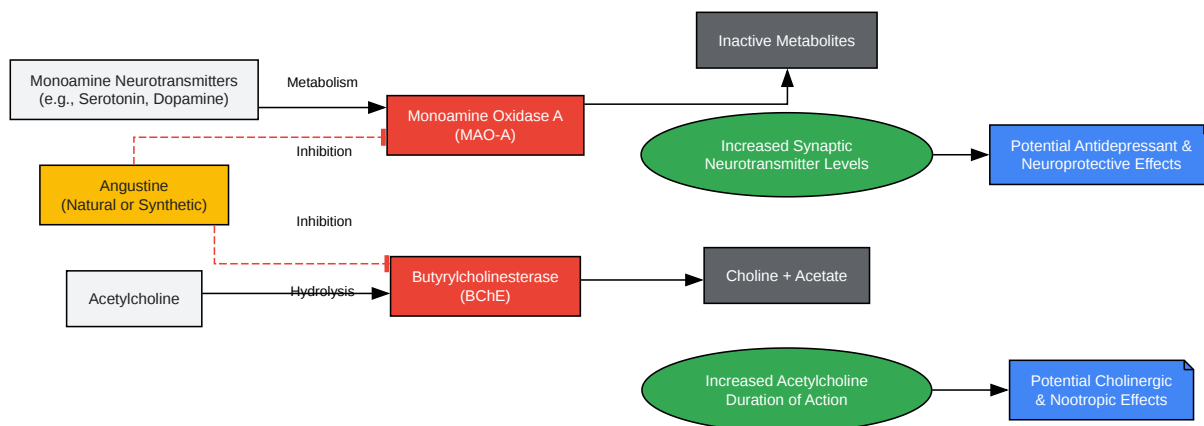 Inactive Metabolites
Monoamine Neurotransmitters
(e.g., Serotonin, Dopamine)
Metabolism
Monoamine Oxidase A
(MAO-A)
Inhibition
Increased Synaptic
Neurotransmitter Levels
Potential Antidepressant &
Neuroprotective Effects
Angustine
(Natural or Synthetic)
Inhibition
Acetylcholine
Hydrolysis
Butyrylcholinesterase
(BChE)
Choline + Acetate
Increased Acetylcholine
Duration of Action
Potential Cholinergic
& Nootropic Effects